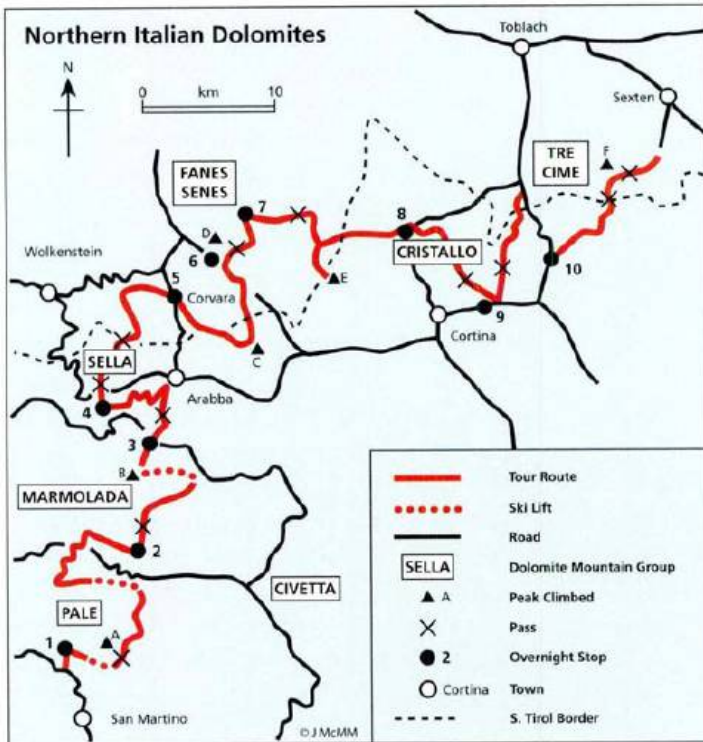 Northern Italian Dolomites
N
0 km 10
Toblach
Sexten
TRE
CIME
F
FANES
SENES
7
8
D
6
CRISTALLO
E
10
Wolkenstein
5
Corvara
9
Cortina
C
SELLA
Arabba
4
3
B
MARMOLADA
2
CIVETTA
PALE
1
A
San Martino
© J.McMM
Tour Route
Ski Lift
Road
SELLA Dolomite Mountain Group
A Peak Climbed
Pass
2 Overnight Stop
Cortina Town
S. Tirol Border